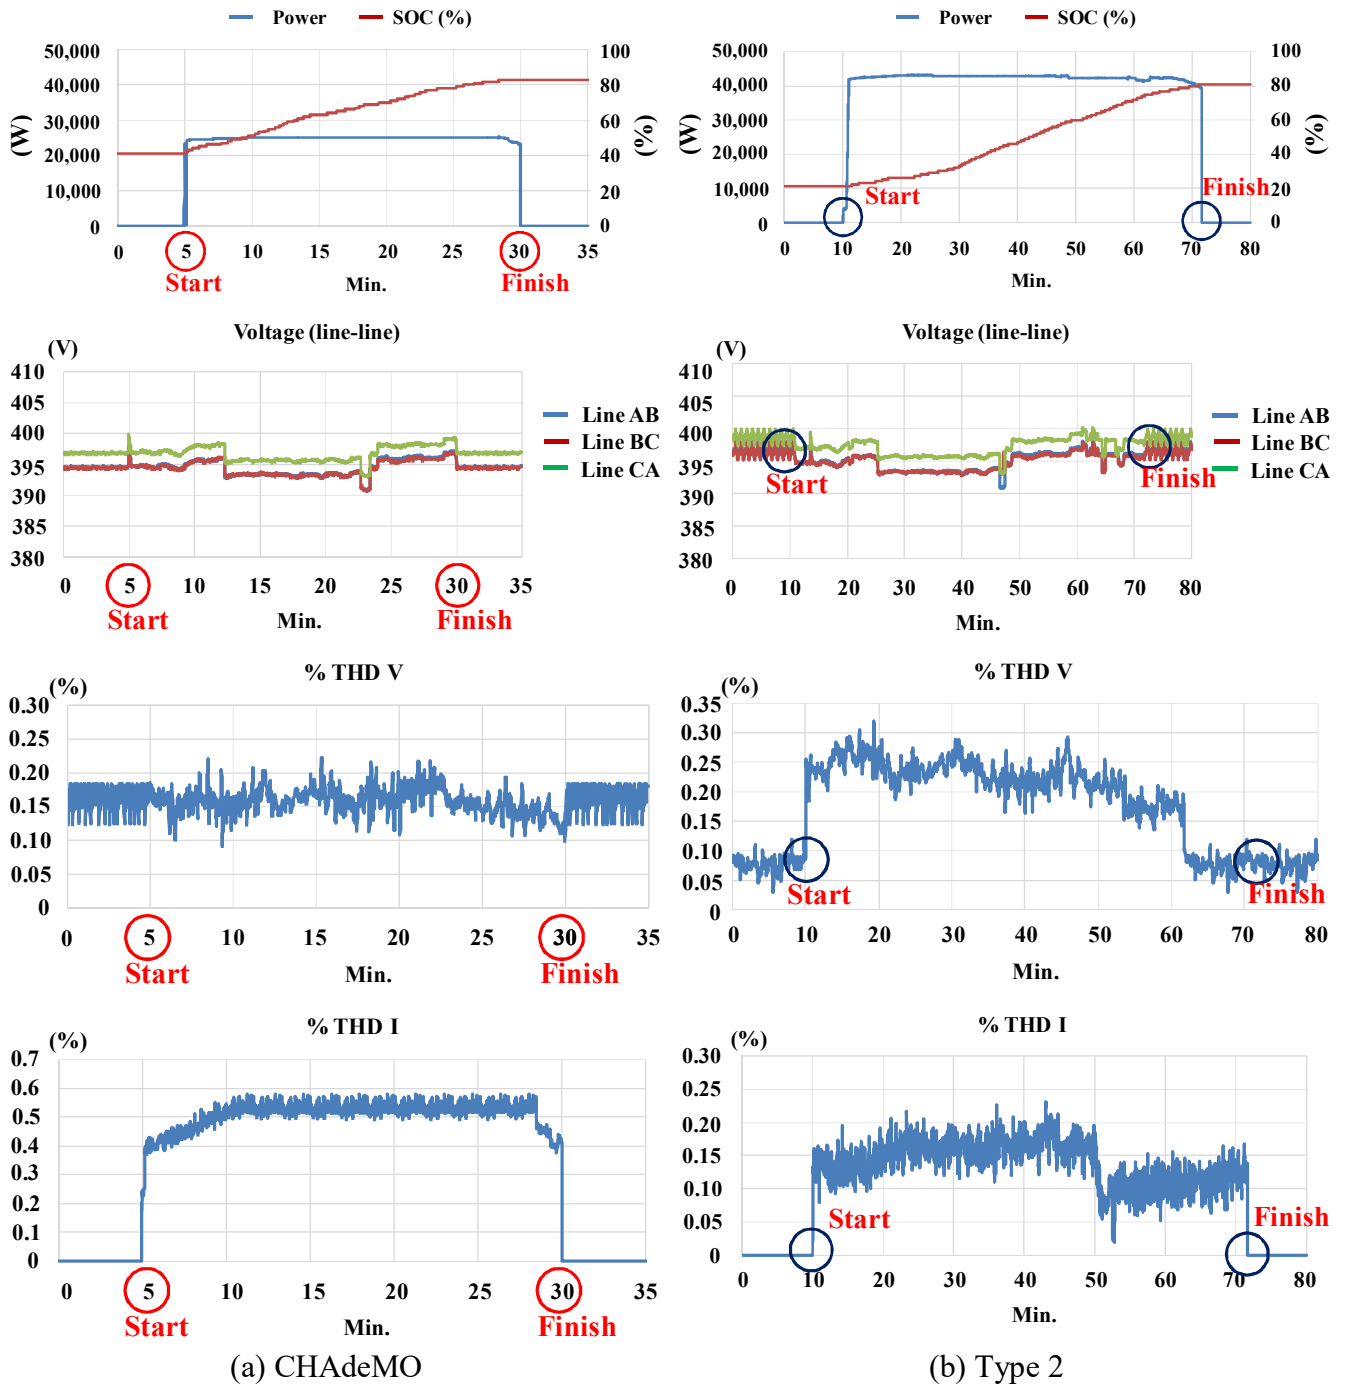 Power SOC (%)
50,000 100
40,000 80
30,000 60
20,000 40
10,000 20
0 0
(W) (%)
0 5 10 15 20 25 30 35
Start Min. Finish
Power SOC (%)
50,000 100
40,000 80
30,000 60
20,000 40
10,000 20
0 0
(W) (%)
Start Finish
0 10 20 30 40 50 60 70 80
Min.
Voltage (line-line)
(V)
410
405
400
395
390
385
380
Line AB
Line BC
Line CA
0 5 10 15 20 25 30 35
Start Min. Finish
Voltage (line-line)
(V)
410
405
400
395
390
385
380
Line AB
Line BC
Line CA
Start Finish
0 10 20 30 40 50 60 70 80
Min.
% THD V
(%)
0.30
0.25
0.20
0.15
0.10
0.05
0
0 5 10 15 20 25 30 35
Start Min. Finish
% THD V
(%)
0.35
0.30
0.25
0.20
0.15
0.10
0.05
0
Start Finish
0 10 20 30 40 50 60 70 80
Min.
% THD I
(%)
0.7
0.6
0.5
0.4
0.3
0.2
0.1
0
0 5 10 15 20 25 30 35
Start Min. Finish
% THD I
(%)
0.30
0.25
0.20
0.15
0.10
0.05
0
Start Finish
0 10 20 30 40 50 60 70 80
Min.
(a) CHAdeMO
(b) Type 2